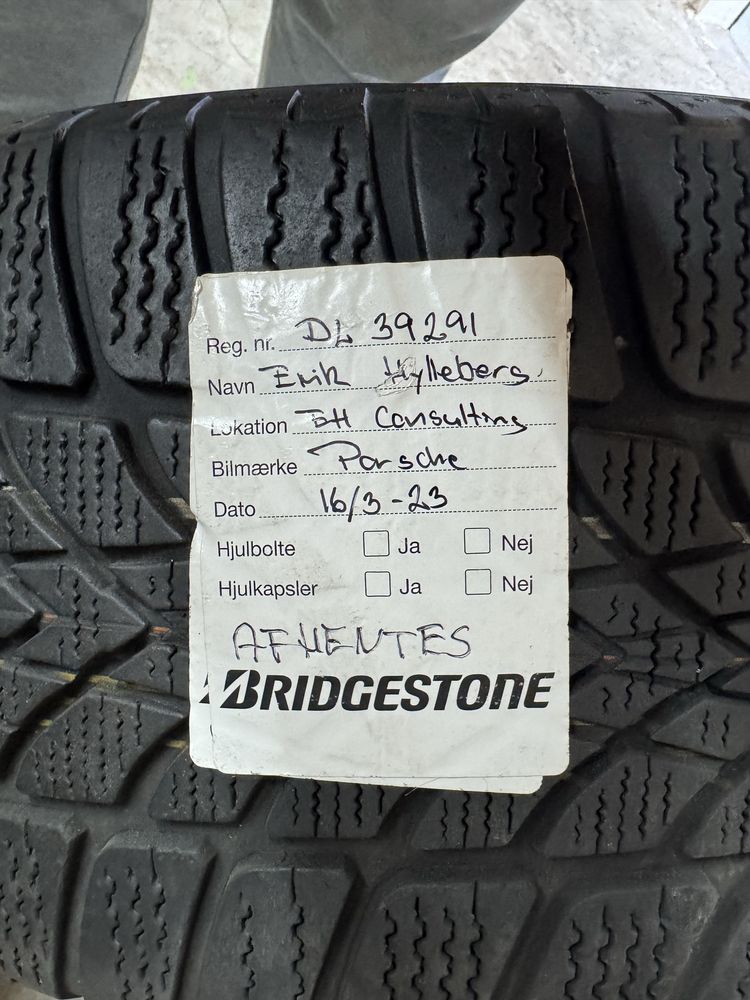 Reg. nr. DL 39291
Navn Erik Hylleberg
Lokation EH Consulting
Bilmærke Porsche
Dato 16/3-23
Hjulbolte Ja Nej
Hjulkapsler Ja Nej
AFHENTES
BRIDGESTONE